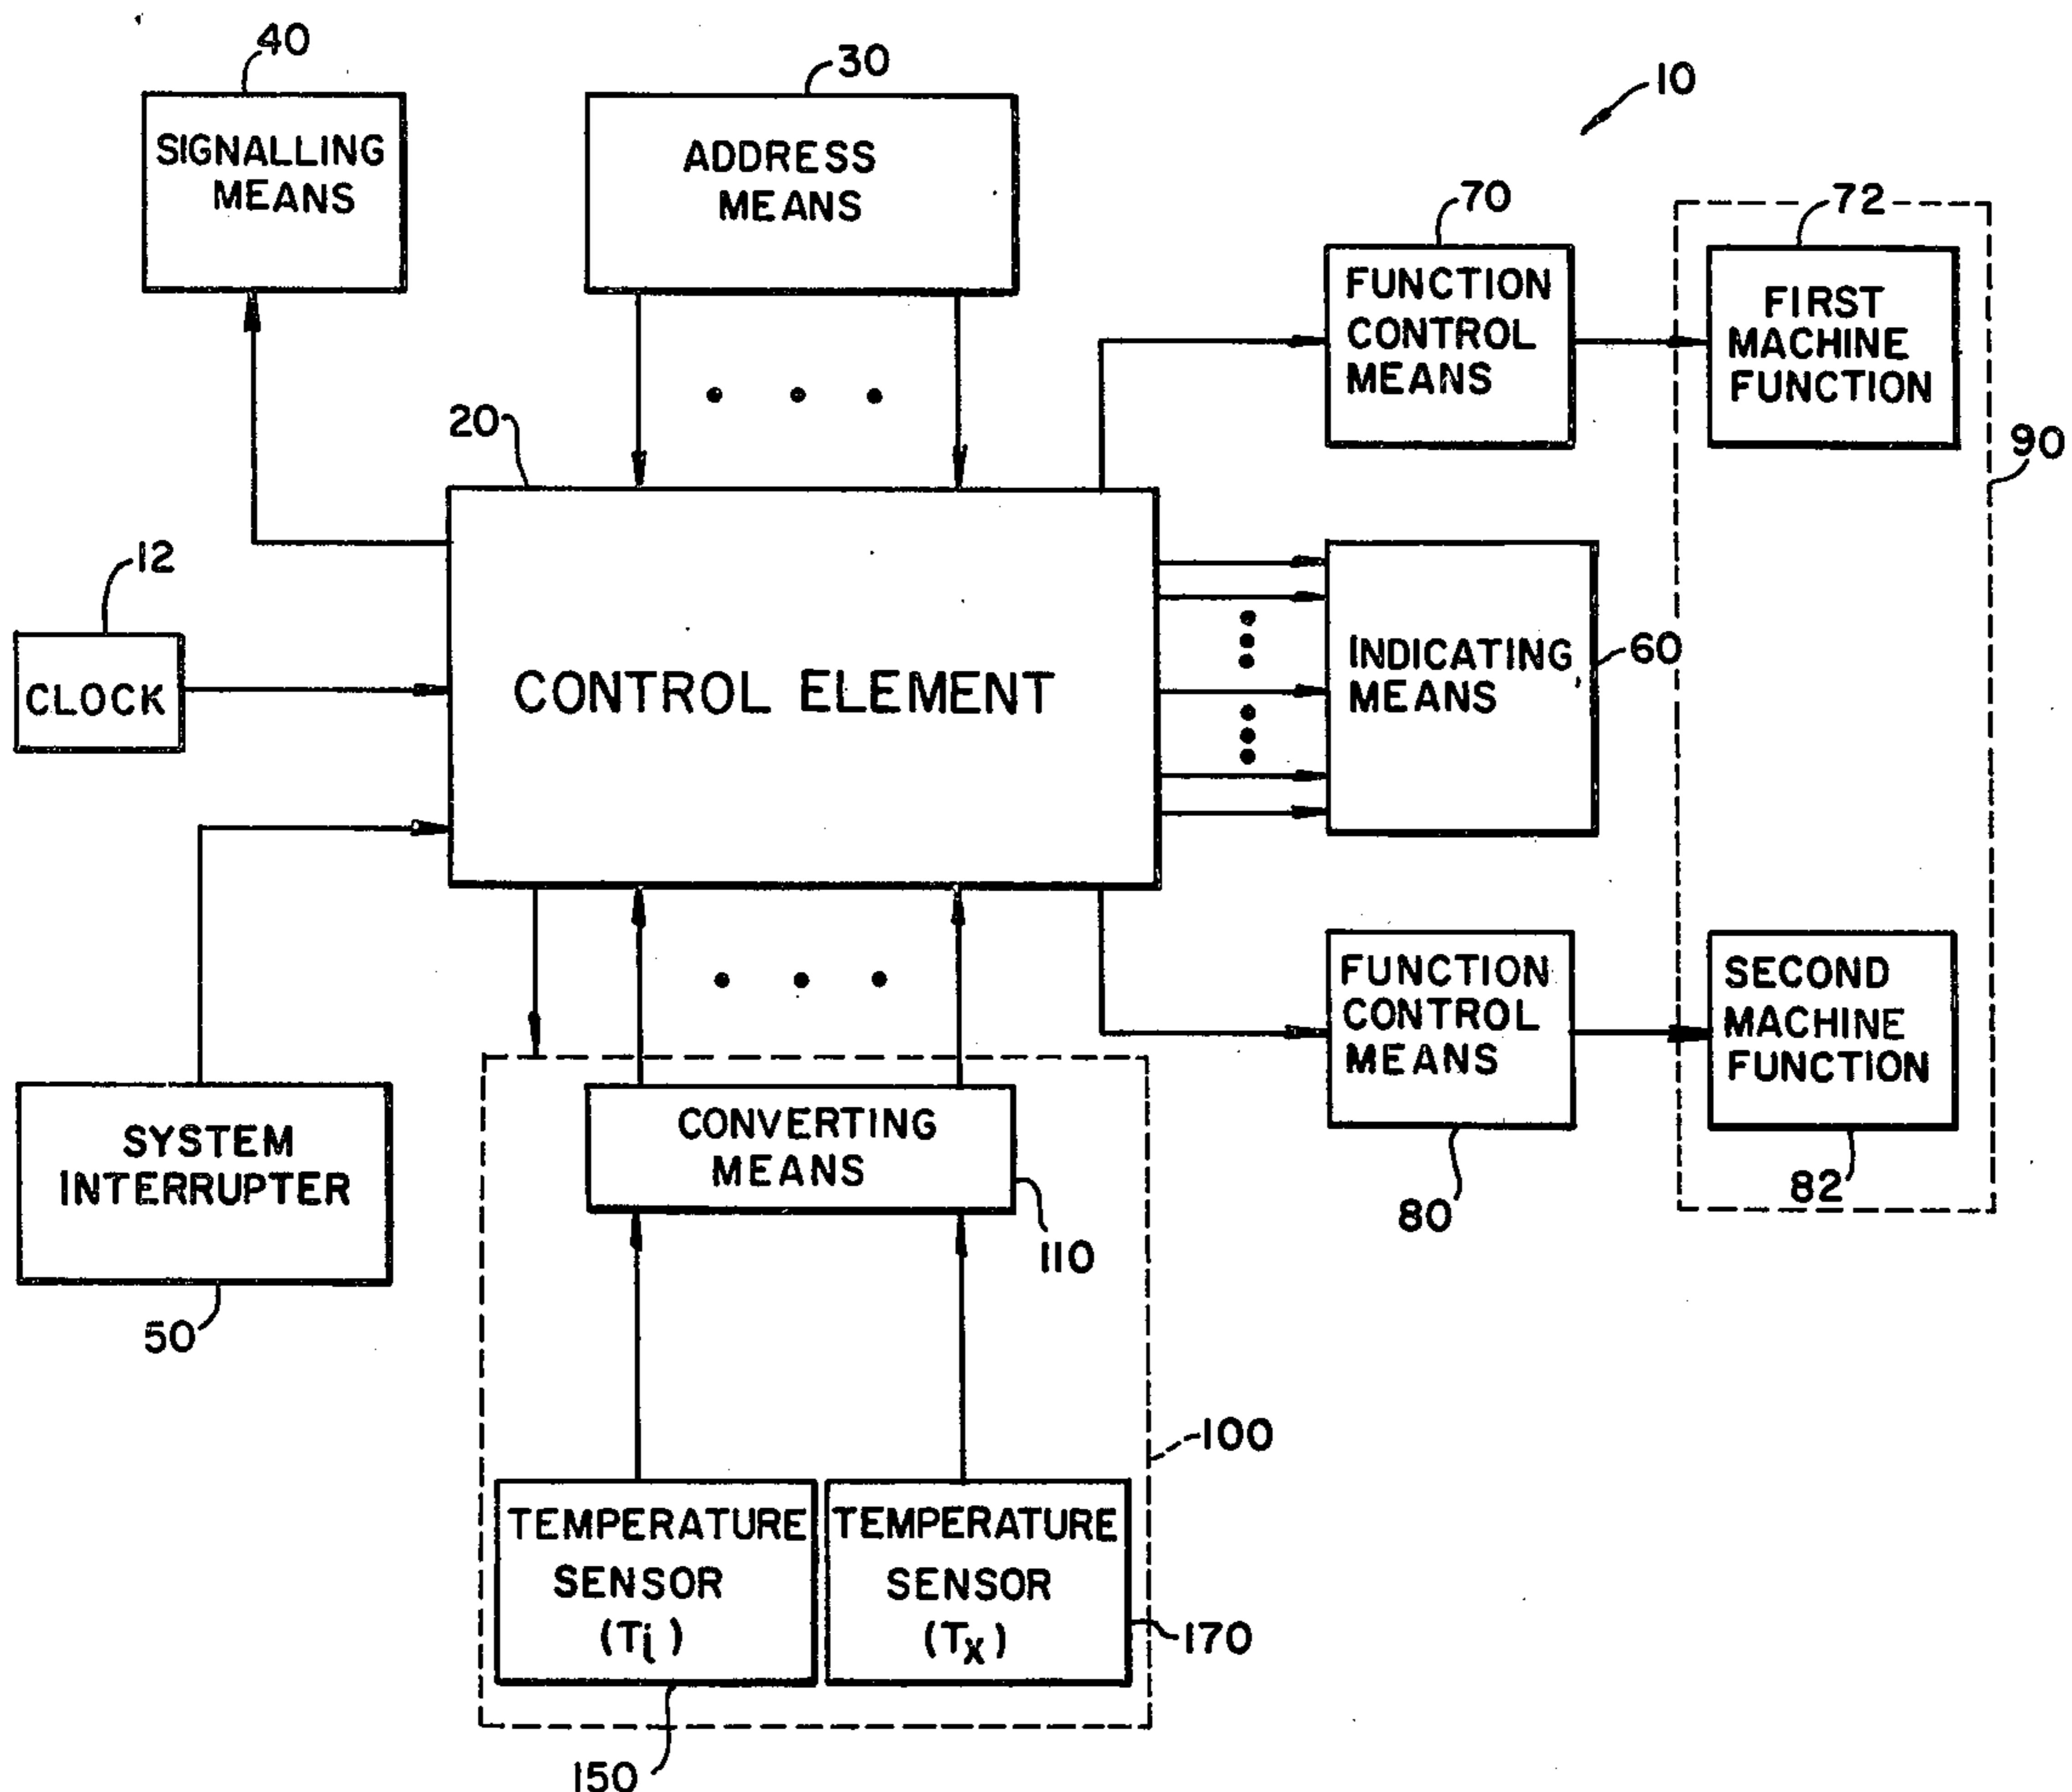 40
30
10
SIGNALLING
MEANS
ADDRESS
MEANS
70
72
FUNCTION
CONTROL
MEANS
FIRST
MACHINE
FUNCTION
90
20
12
CLOCK
CONTROL ELEMENT
INDICATING
MEANS
60
SYSTEM
INTERRUPTER
50
CONVERTING
MEANS
110
FUNCTION
CONTROL
MEANS
80
SECOND
MACHINE
FUNCTION
82
100
TEMPERATURE
SENSOR
(Ti)
150
TEMPERATURE
SENSOR
(Tx)
170